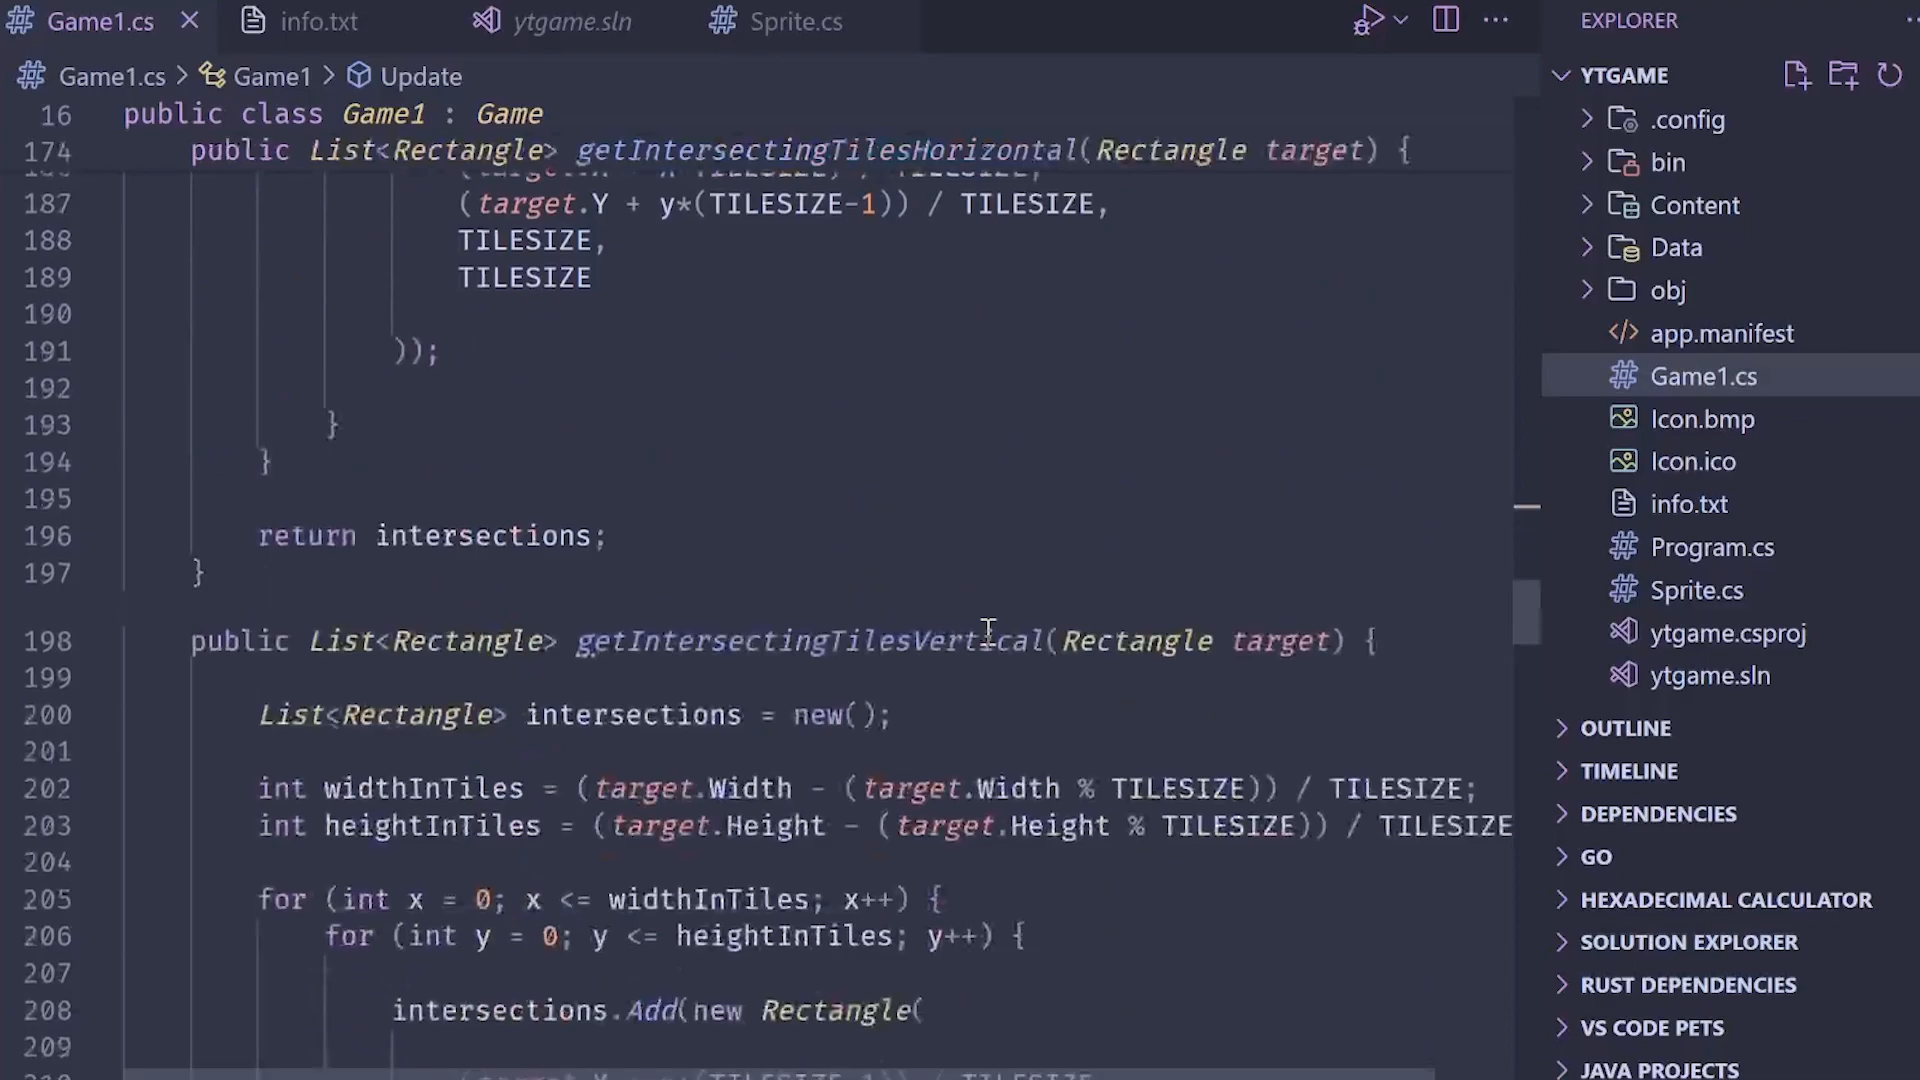 Game1.cs
info.txt
ytgame.sln
Sprite.cs
Game1.cs > Game1 > Update
16 public class Game1 : Game
174 public List<Rectangle> getIntersectingTilesHorizontal(Rectangle target) {
187 (target.Y + y*(TILESIZE-1)) / TILESIZE,
188 TILESIZE,
189 TILESIZE
190
191 ));
192
193 }
194 }
195
196 return intersections;
197 }
198 public List<Rectangle> getIntersectingTilesVertical(Rectangle target) {
199
200 List<Rectangle> intersections = new();
201
202 int widthInTiles = (target.Width - (target.Width % TILESIZE)) / TILESIZE;
203 int heightInTiles = (target.Height - (target.Height % TILESIZE)) / TILESIZE
204
205 for (int x = 0; x <= widthInTiles; x++) {
206 for (int y = 0; y <= heightInTiles; y++) {
207
208 intersections.Add(new Rectangle(
209
EXPLORER
YTGAME
.config
bin
Content
Data
obj
app.manifest
Game1.cs
Icon.bmp
Icon.ico
info.txt
Program.cs
Sprite.cs
ytgame.csproj
ytgame.sln
OUTLINE
TIMELINE
DEPENDENCIES
GO
HEXADECIMAL CALCULATOR
SOLUTION EXPLORER
RUST DEPENDENCIES
VS CODE PETS
JAVA PROJECTS